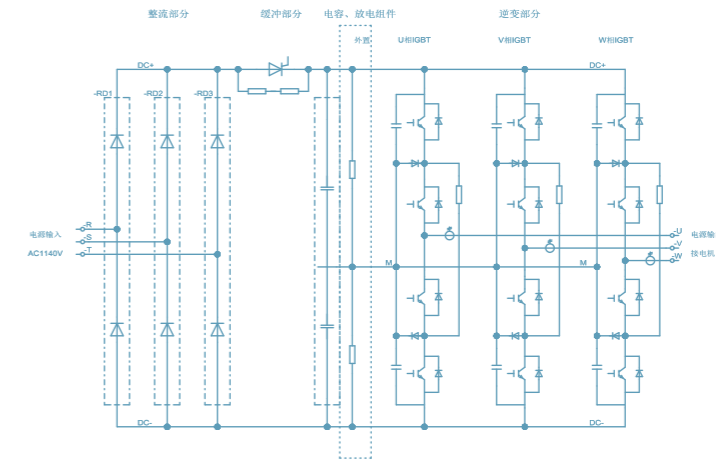 整流部分 缓冲部分 电容、放电组件 逆变部分
外置 U相IGBT V相IGBT W相IGBT
DC+ DC+
-RD1 -RD2 -RD3
-R
电源输入 -S
AC1140V -T
-U 电源输
-V
-W 接电机
M M
DC- DC-